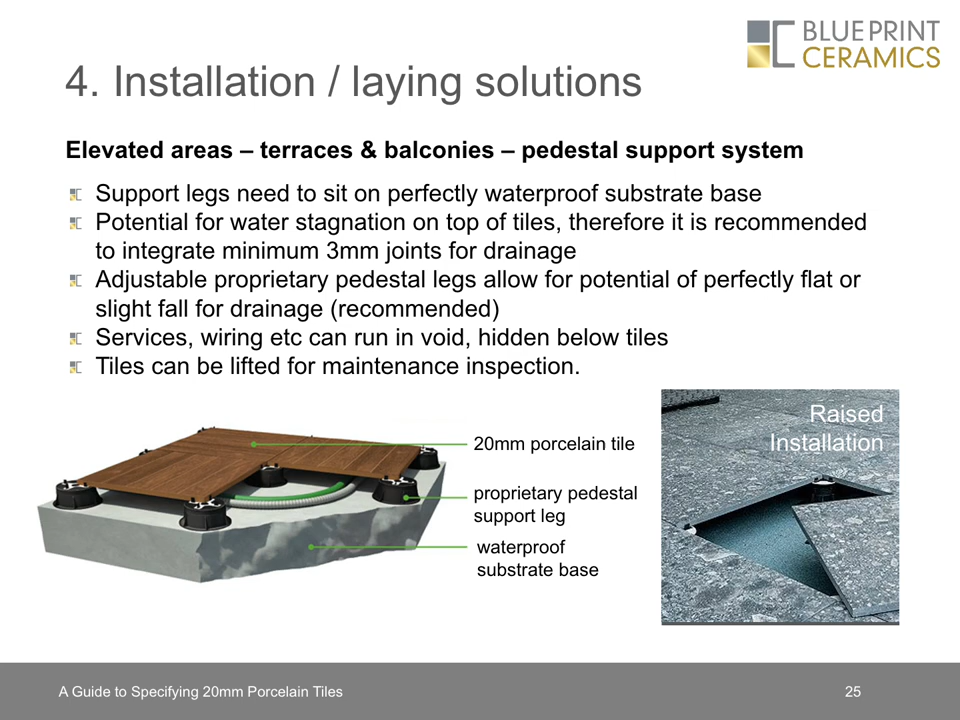 BLUEPRINT
CERAMICS
4. Installation / laying solutions
Elevated areas – terraces & balconies – pedestal support system
Support legs need to sit on perfectly waterproof substrate base
Potential for water stagnation on top of tiles, therefore it is recommended
to integrate minimum 3mm joints for drainage
Adjustable proprietary pedestal legs allow for potential of perfectly flat or
slight fall for drainage (recommended)
Services, wiring etc can run in void, hidden below tiles
Tiles can be lifted for maintenance inspection.
Raised
Installation
20mm porcelain tile
proprietary pedestal
support leg
waterproof
substrate base
A Guide to Specifying 20mm Porcelain Tiles
25